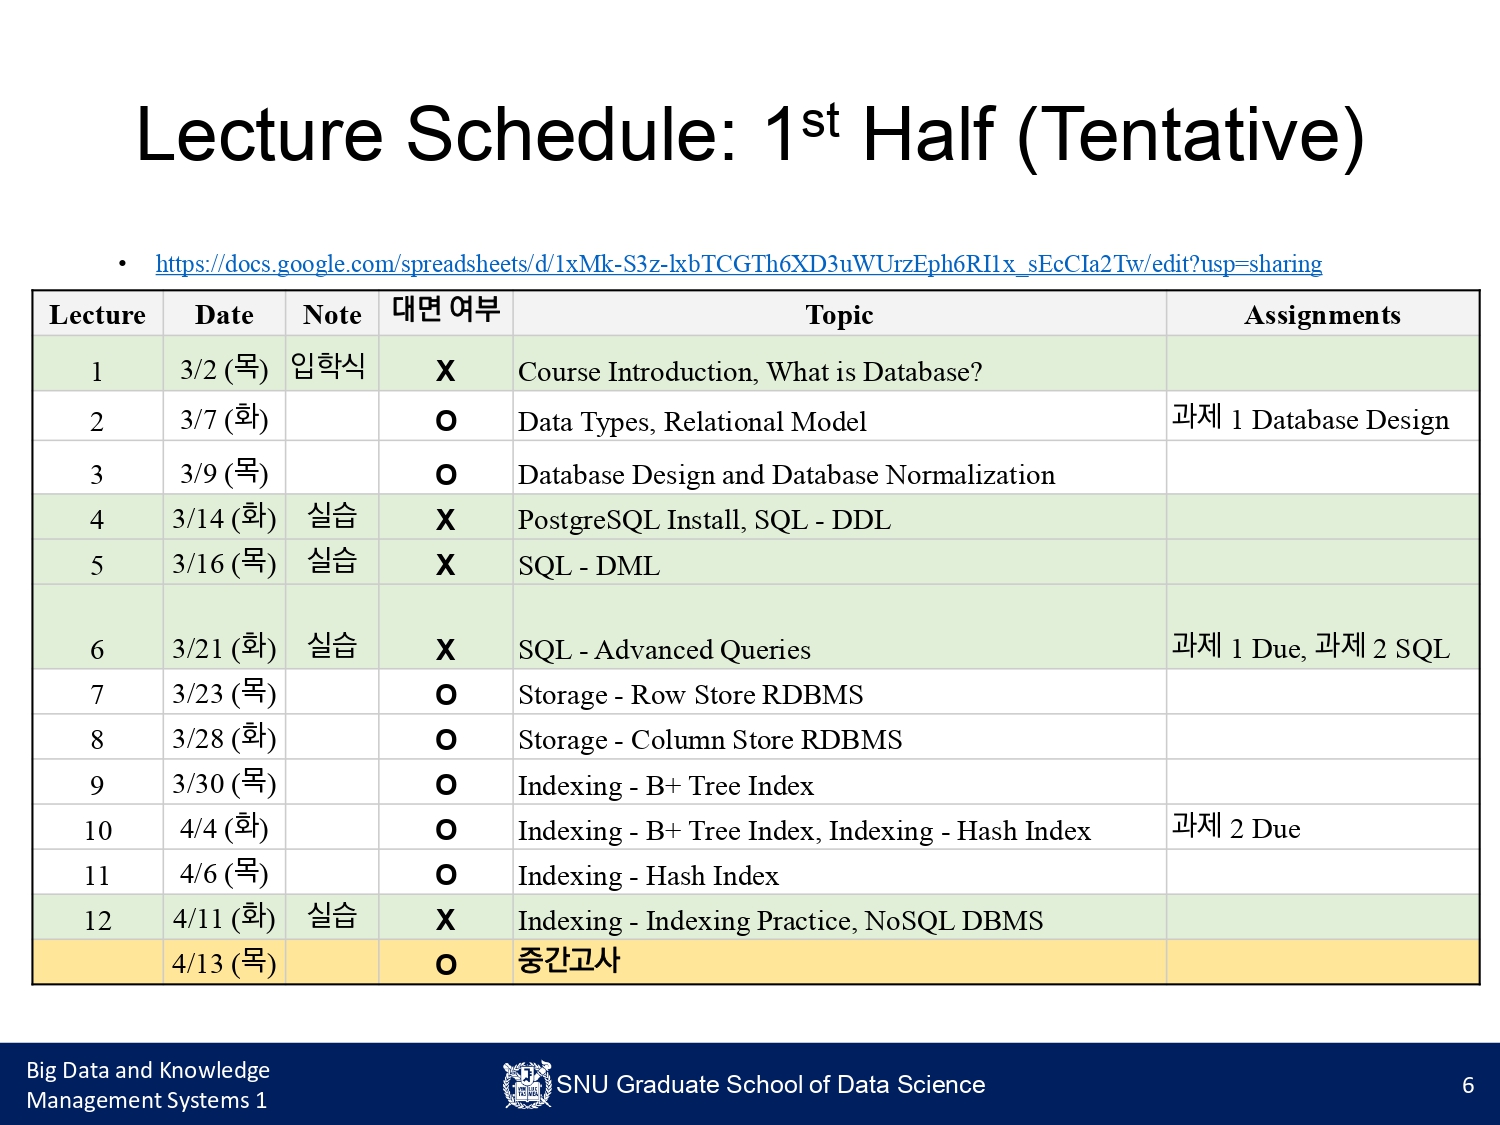 Lecture Schedule: 1st Half (Tentative)
• https://docs.google.com/spreadsheets/d/1xMk-S3z-lxbTCGTh6XD3uWUrzEph6RI1x_sEcCIa2Tw/edit?usp=sharing
Lecture Date Note 대면 여부 Topic Assignments
1 3/2 (목) 입학식 X Course Introduction, What is Database?
2 3/7 (화) O Data Types, Relational Model 과제 1 Database Design
3 3/9 (목) O Database Design and Database Normalization
4 3/14 (화) 실습 X PostgreSQL Install, SQL - DDL
5 3/16 (목) 실습 X SQL - DML
6 3/21 (화) 실습 X SQL - Advanced Queries 과제 1 Due, 과제 2 SQL
7 3/23 (목) O Storage - Row Store RDBMS
8 3/28 (화) O Storage - Column Store RDBMS
9 3/30 (목) O Indexing - B+ Tree Index
10 4/4 (화) O Indexing - B+ Tree Index, Indexing - Hash Index 과제 2 Due
11 4/6 (목) O Indexing - Hash Index
12 4/11 (화) 실습 X Indexing - Indexing Practice, NoSQL DBMS
4/13 (목) O 중간고사
Big Data and Knowledge
Management Systems 1
SNU Graduate School of Data Science
6